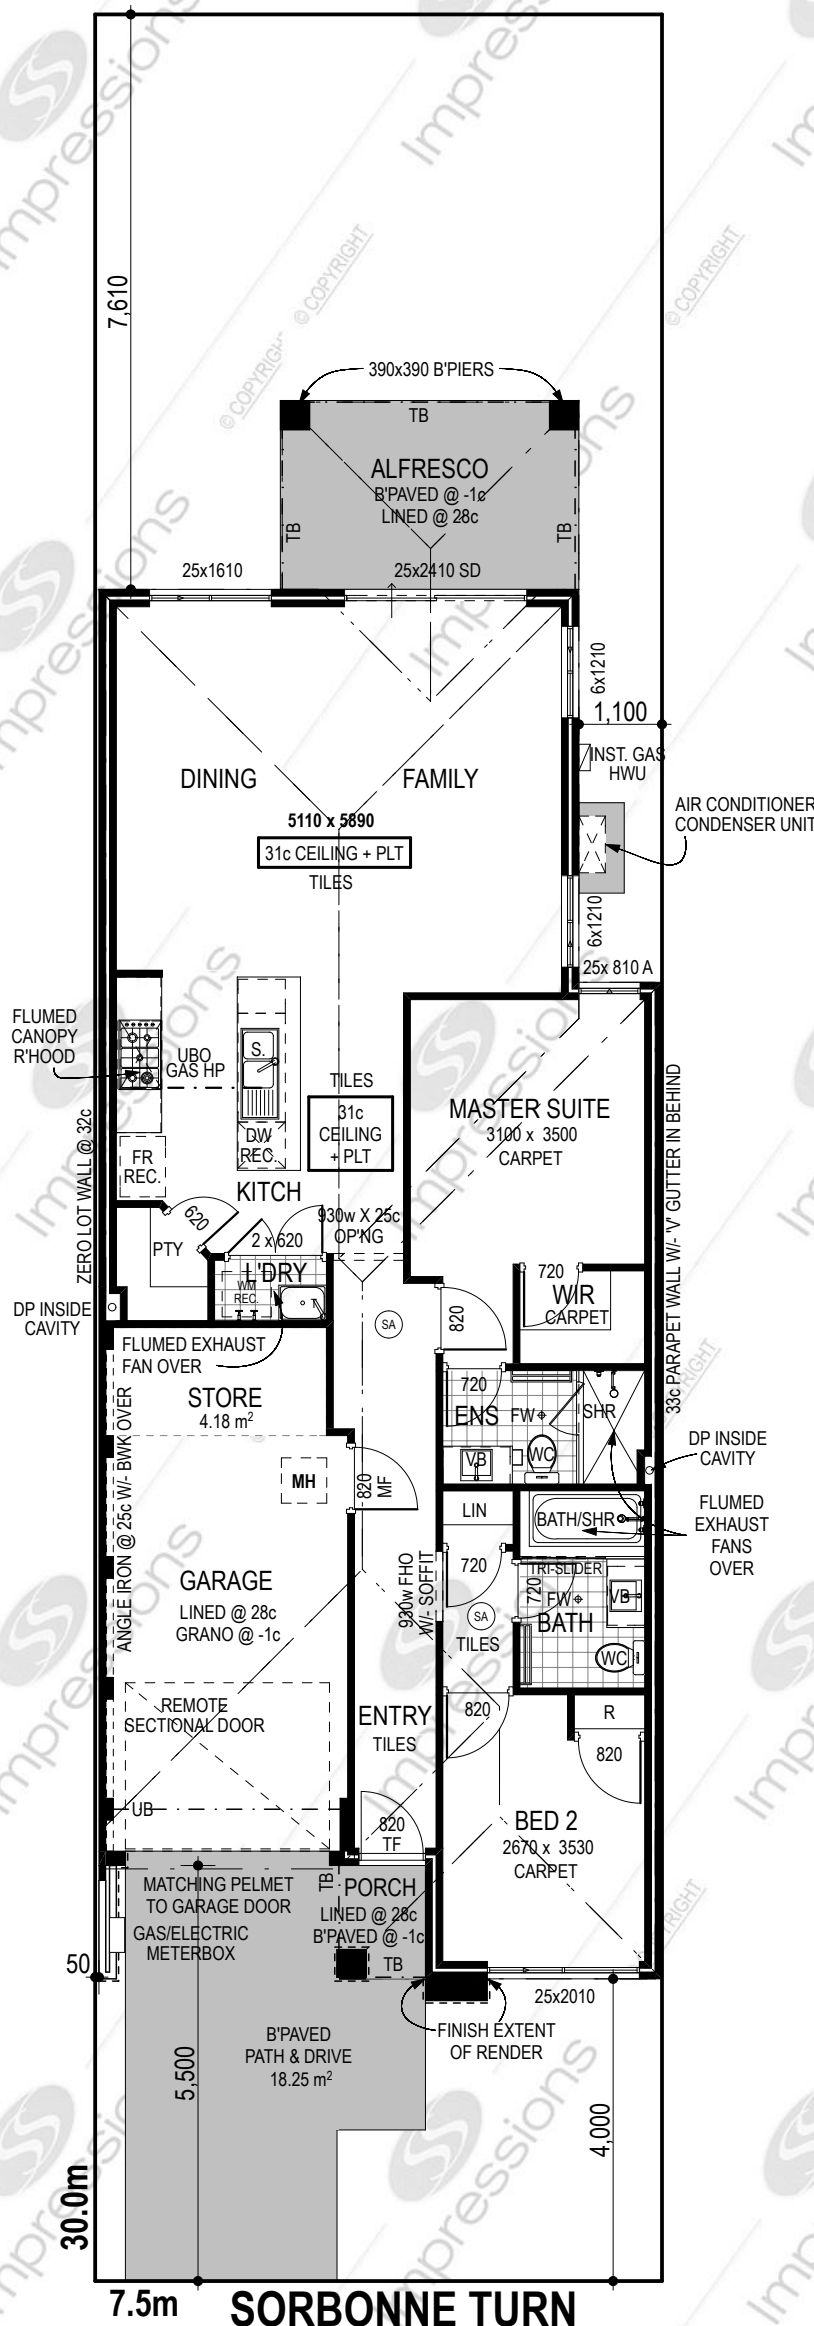 7,610
390x390 B'PIERS
TB
ALFRESCO
B'PAVED @ -1c
LINED @ 28c
TB
TB
25x1610
25x2410 SD
6x1210
1,100
INST. GAS
HWU
AIR CONDITIONER
CONDENSER UNIT
DINING
FAMILY
5110 x 5890
31c CEILING + PLT
TILES
6x1210
25x 810 A
FLUMED
CANOPY
R'HOOD
UBO
GAS HP
S.
TILES
31c
CEILING
+ PLT
DW
REC.
FR
REC.
KITCH
MASTER SUITE
3100 x 3500
CARPET
ZERO LOT WALL @ 32c
33c PARAPET WALL W/- 'V' GUTTER IN BEHIND
620
PTY
2 x 620
930w X 25c
OP'NG
L'DRY
WM
REC.
720
WIR
CARPET
DP INSIDE
CAVITY
SA
820
FLUMED EXHAUST
FAN OVER
STORE
4.18 m²
720
ENS
FW
SHR
VB
WC
DP INSIDE
CAVITY
820
MF
MH
LIN
BATH/SHR
FLUMED
EXHAUST
FANS
OVER
ANGLE IRON @ 25c W/- BWK OVER
720
TRI-SLIDER
720
FW
VB
BATH
930w FHO
W/- SOFFIT
SA
TILES
WC
GARAGE
LINED @ 28c
GRANO @ -1c
REMOTE
SECTIONAL DOOR
ENTRY
TILES
820
R
820
UB
820
TF
BED 2
2670 x 3530
CARPET
MATCHING PELMET
TO GARAGE DOOR
TB
PORCH
LINED @ 28c
B'PAVED @ -1c
GAS/ELECTRIC
METERBOX
TB
50
25x2010
FINISH EXTENT
OF RENDER
B'PAVED
PATH & DRIVE
18.25 m²
5,500
4,000
30.0m
7.5m
SORBONNE TURN
Impressions
© COPYRIGHT